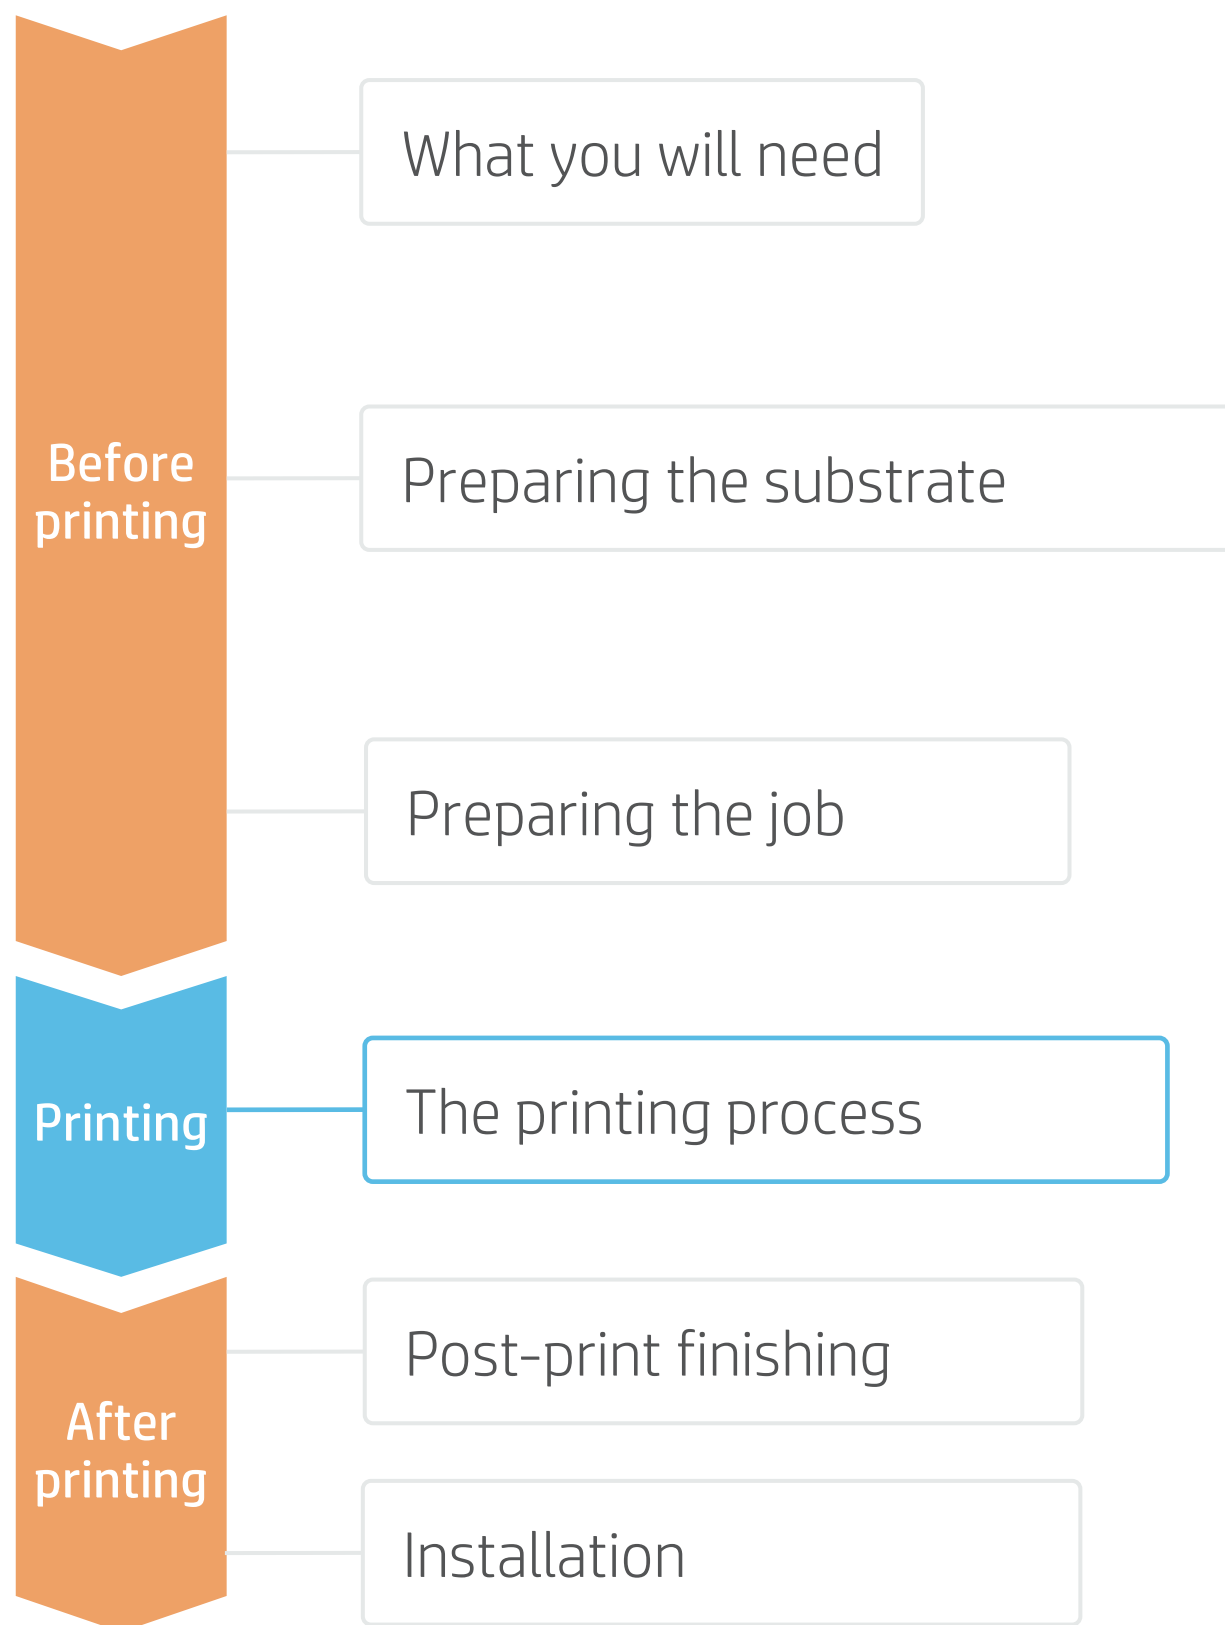 What you will need
Before
printing
Preparing the substrate
Preparing the job
Printing
The printing process
After
printing
Post-print finishing
Installation